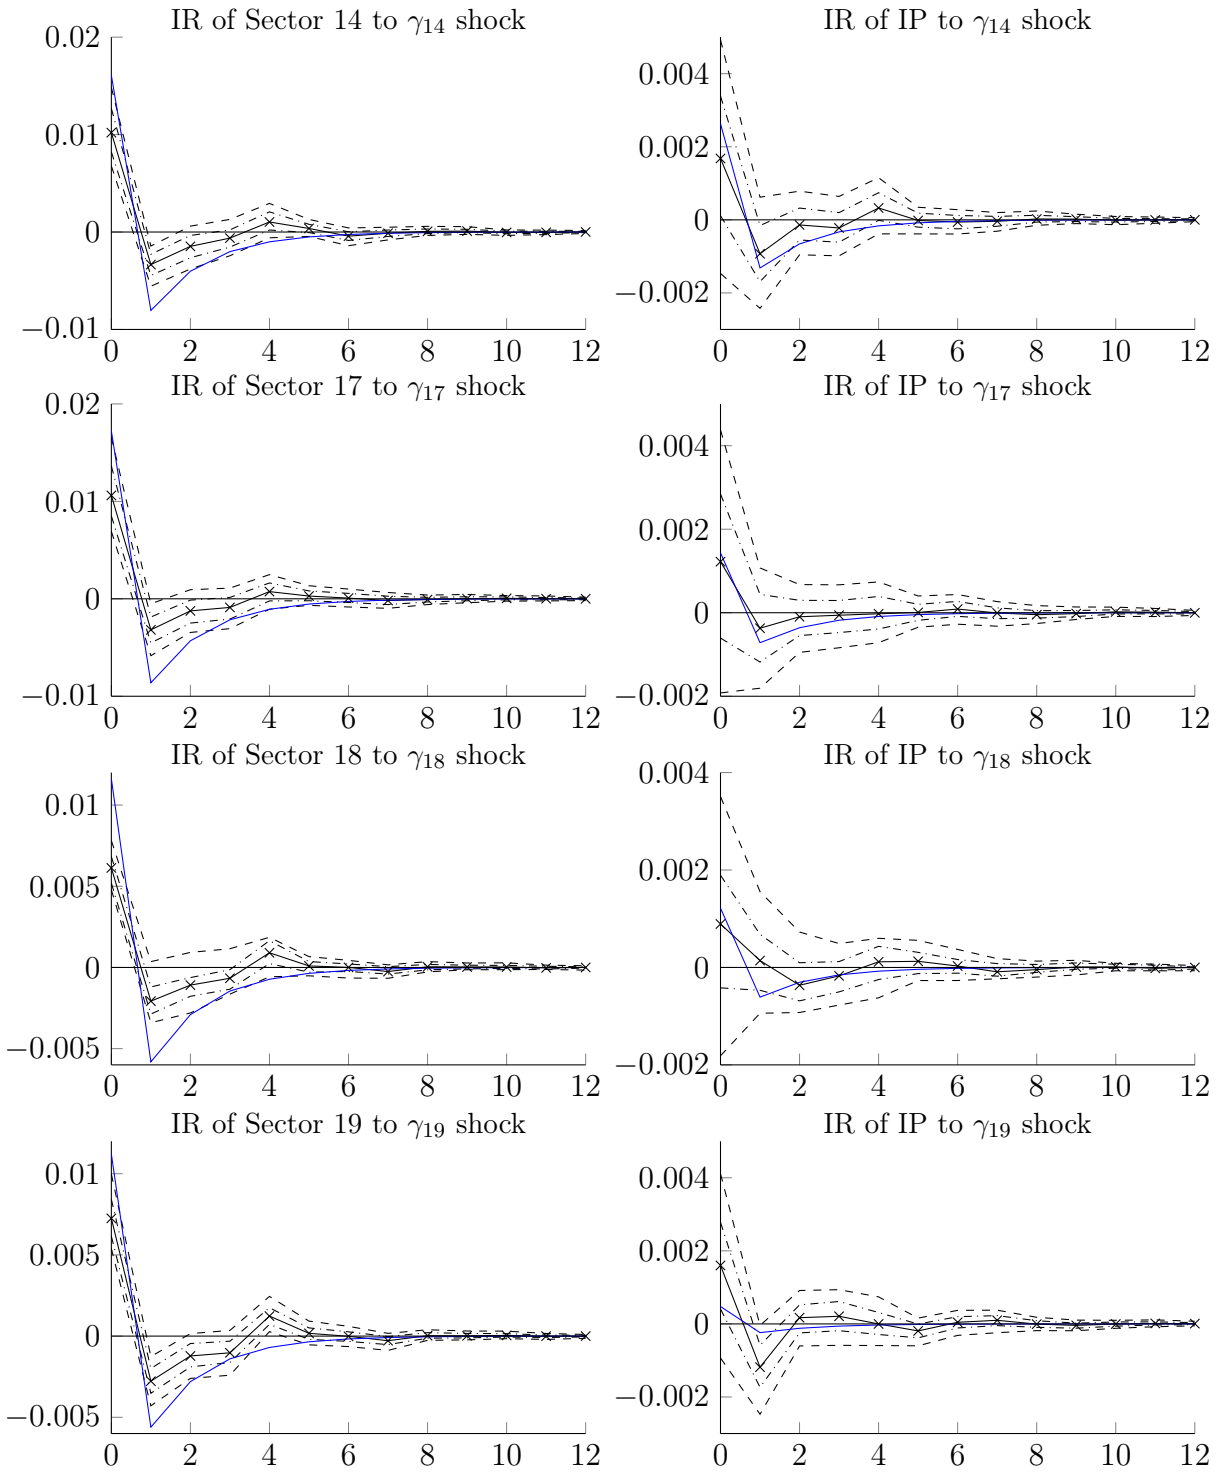 IR of Sector 14 to γ14 shock
0.02
0.01
0
−0.01
0 2 4 6 8 10 12
IR of IP to γ14 shock
0.004
0.002
0
−0.002
0 2 4 6 8 10 12
IR of Sector 17 to γ17 shock
0.02
0.01
0
−0.01
0 2 4 6 8 10 12
IR of IP to γ17 shock
0.004
0.002
0
−0.002
0 2 4 6 8 10 12
IR of Sector 18 to γ18 shock
0.01
0.005
0
−0.005
0 2 4 6 8 10 12
IR of IP to γ18 shock
0.004
0.002
0
−0.002
0 2 4 6 8 10 12
IR of Sector 19 to γ19 shock
0.01
0.005
0
−0.005
0 2 4 6 8 10 12
IR of IP to γ19 shock
0.004
0.002
0
−0.002
0 2 4 6 8 10 12